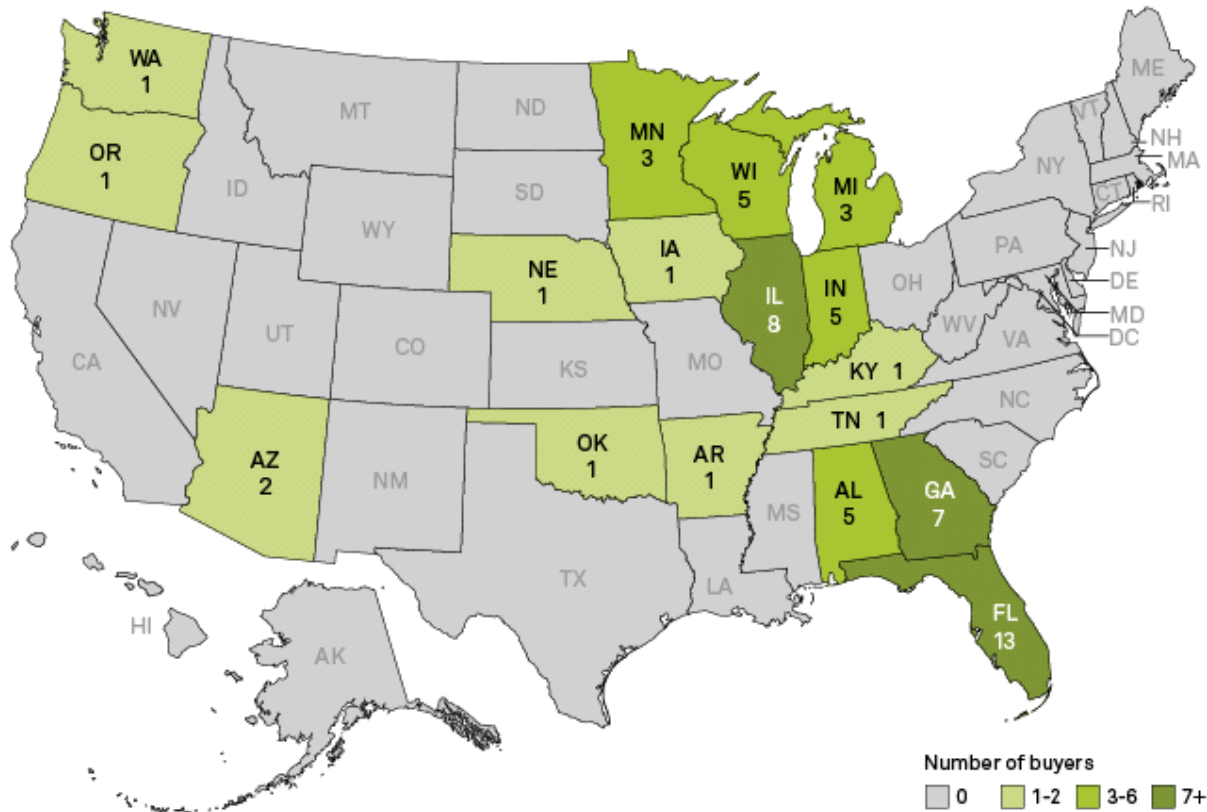 WA
1
OR
1
ID
MT
ND
SD
WY
NV
CA
UT
CO
AZ
2
NM
NE
1
KS
OK
1
TX
MN
3
IA
1
MO
AR
1
LA
WI
5
IL
8
MI
3
IN
5
OH
KY 1
TN 1
MS
AL
5
GA
7
FL
13
SC
NC
VA
WV
PA
NY
VT
ME
NH
MA
CT
RI
NJ
DE
MD
DC
HI
AK
Number of buyers
0 1-2 3-6 7+